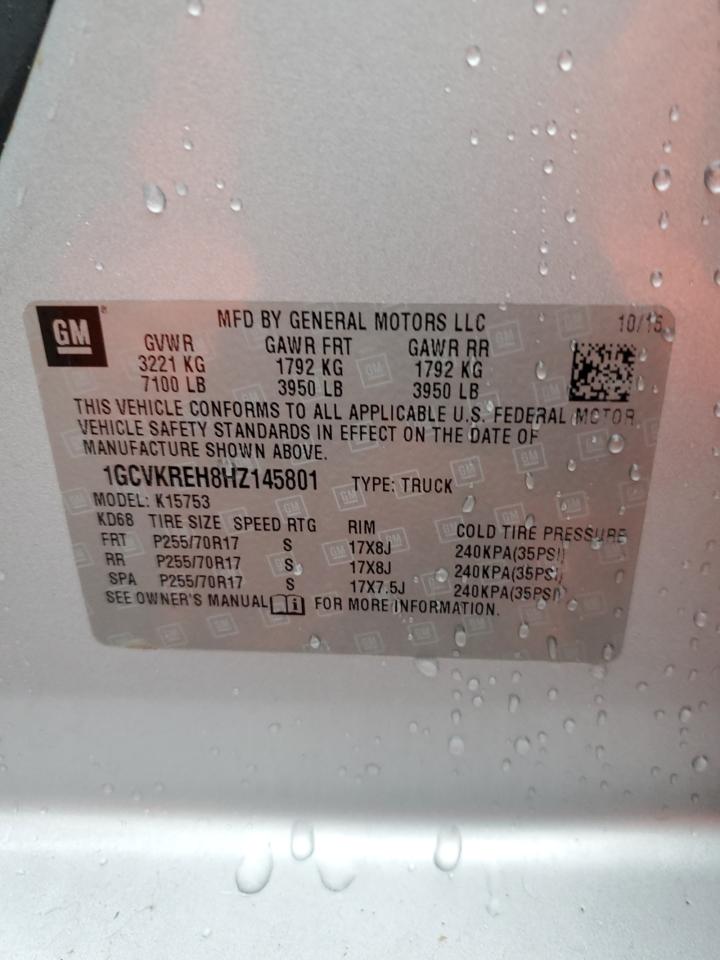 GM
MFD BY GENERAL MOTORS LLC
GVWR GAWR FRT GAWR RR
3221 KG 1792 KG 1792 KG
7100 LB 3950 LB 3950 LB
THIS VEHICLE CONFORMS TO ALL APPLICABLE U.S. FEDERAL MOTOR
VEHICLE SAFETY STANDARDS IN EFFECT ON THE DATE OF
MANUFACTURE SHOWN ABOVE.
1GCVKREH8HZ145801 TYPE: TRUCK
MODEL: K15753
KD68 TIRE SIZE SPEED RTG RIM COLD TIRE PRESSURE
FRT P255/70R17 S 17X8J 240KPA(35PSI)
RR P255/70R17 S 17X8J 240KPA(35PSI)
SPA P255/70R17 S 17X7.5J 240KPA(35PSI)
SEE OWNER'S MANUAL FOR MORE INFORMATION.